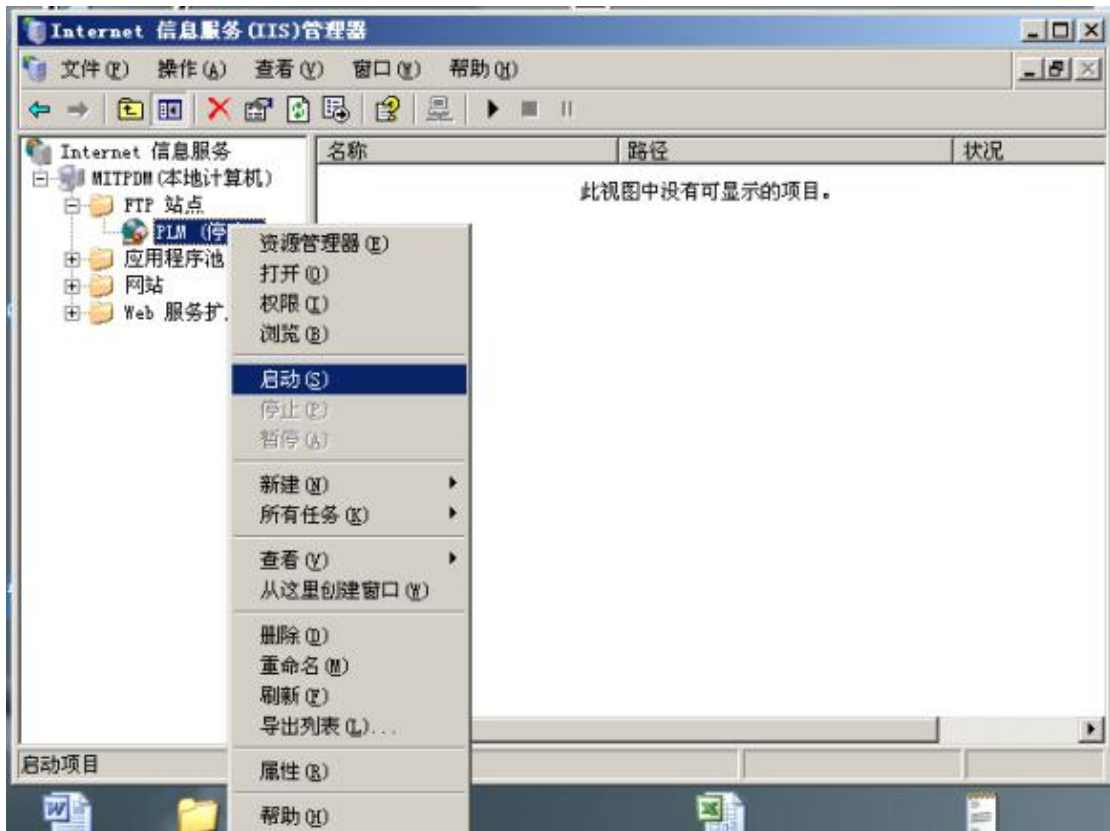 Internet 信息服务(IIS)管理器
文件(F) 操作(A) 查看(V) 窗口(W) 帮助(H)
Internet 信息服务
名称 路径 状况
MITPDM(本地计算机)
此视图中没有可显示的项目。
FTP 站点
PLM (停
应用程序池
网站
Web 服务扩.
资源管理器(E)
打开(O)
权限(I)
浏览(B)
启动(S)
停止(P)
暂停(A)
新建(N)
所有任务(K)
查看(V)
从这里创建窗口(W)
删除(D)
重命名(M)
刷新(F)
导出列表(L)...
属性(R)
帮助(H)
启动项目